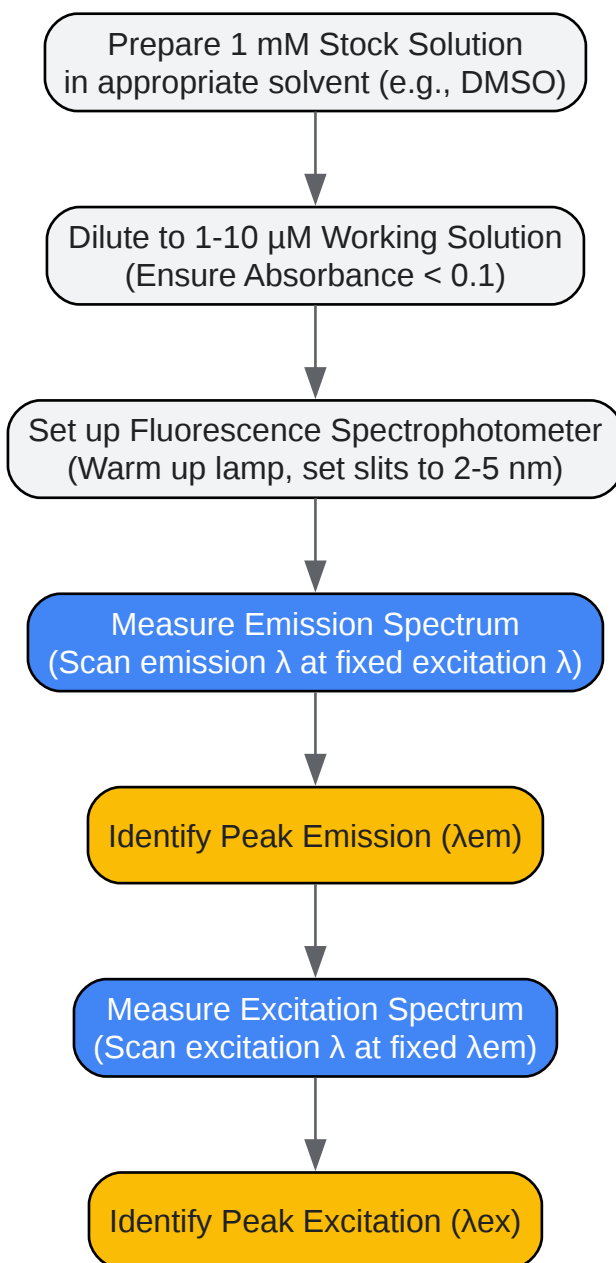 Prepare 1 mM Stock Solution
in appropriate solvent (e.g., DMSO)
Dilute to 1-10 µM Working Solution
(Ensure Absorbance < 0.1)
Set up Fluorescence Spectrophotometer
(Warm up lamp, set slits to 2-5 nm)
Measure Emission Spectrum
(Scan emission λ at fixed excitation λ)
Identify Peak Emission (λem)
Measure Excitation Spectrum
(Scan excitation λ at fixed λem)
Identify Peak Excitation (λex)